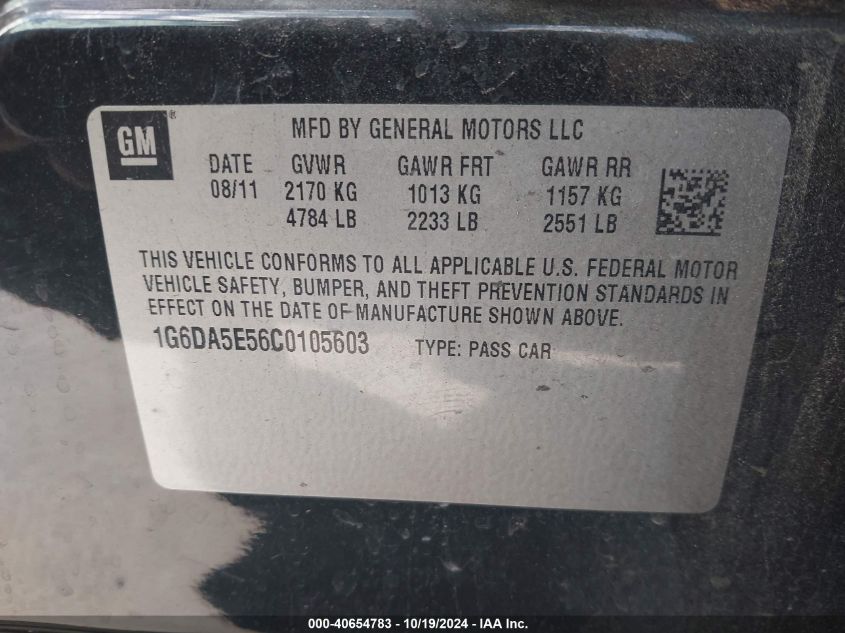 GM ®
MFD BY GENERAL MOTORS LLC
DATE GVWR GAWR FRT GAWR RR
08/11 2170 KG 1013 KG 1157 KG
4784 LB 2233 LB 2551 LB
THIS VEHICLE CONFORMS TO ALL APPLICABLE U.S. FEDERAL MOTOR
VEHICLE SAFETY, BUMPER, AND THEFT PREVENTION STANDARDS IN
EFFECT ON THE DATE OF MANUFACTURE SHOWN ABOVE.
1G6DA5E56C0105603 TYPE: PASS CAR
000-40654783 - 10/19/2024 - IAA Inc.